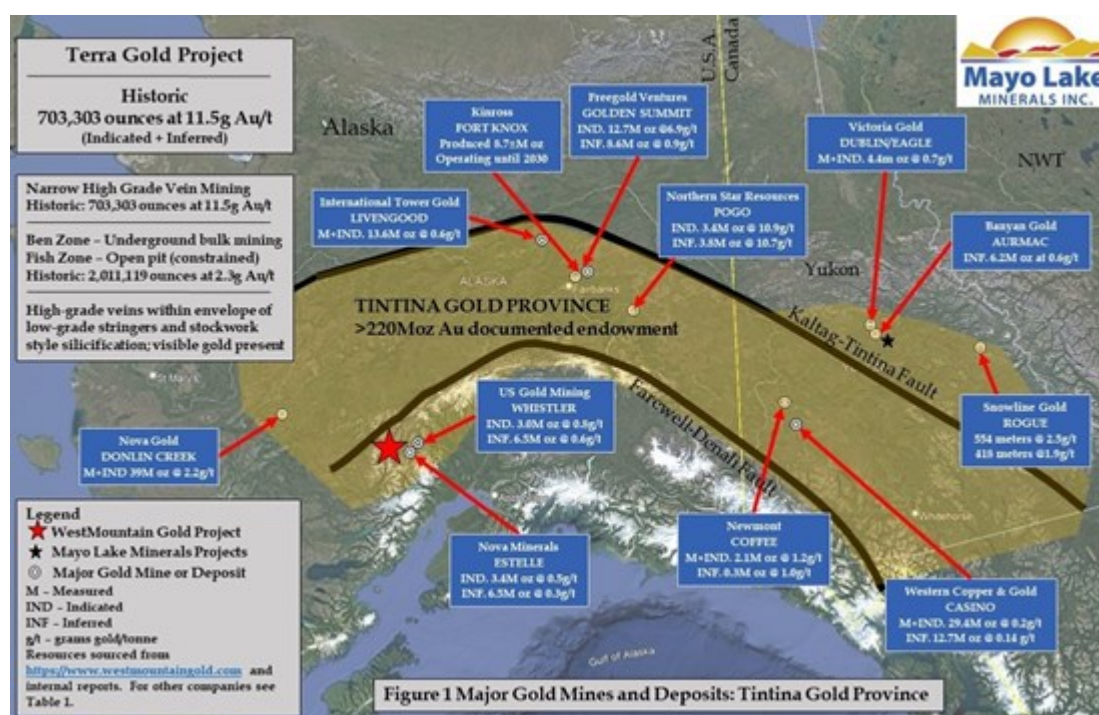 Terra Gold Project
Historic
703,303 ounces at 11.5g Au/t
(Indicated + Inferred)
Narrow High Grade Vein Mining
Historic: 703,303 ounces at 11.5g Au/t
Ben Zone – Underground bulk mining
Fish Zone – Open pit (constrained)
Historic: 2,011,119 ounces at 2.3g Au/t
High-grade veins within envelope of
low-grade stringers and stockwork
style silicification; visible gold present
Mayo Lake
MINERALS INC.
U.S.A.
Canada
Alaska
NWT
Yukon
Kinross
FORT KNOX
Produced 8.7±M oz
Operating until 2030
Freegold Ventures
GOLDEN SUMMIT
IND. 12.7M oz @6.9g/t
INF. 8.6M oz @ 0.9g/t
Victoria Gold
DUBLIN/EAGLE
M+IND. 4.4m oz @ 0.7g/t
International Tower Gold
LIVENGOOD
M+IND. 13.6M oz @ 0.6g/t
Northern Star Resources
POGO
IND. 3.4M oz @ 10.9g/t
INF. 3.8M oz @ 10.7g/t
Banyan Gold
AURMAC
INF. 6.2M oz at 0.6g/t
ALASKA
Fairbanks
TINTINA GOLD PROVINCE
>220Moz Au documented endowment
Kaltag-Tintina Fault
Farewell-Denali Fault
St Mary's
US Gold Mining
WHISTLER
IND. 3.0M oz @ 0.8g/t
INF. 6.5M oz @ 0.6g/t
Snowline Gold
ROGUE
554 meters @ 2.5g/t
418 meters @1.9g/t
Nova Gold
DONLIN CREEK
M+IND 39M oz @ 2.2g/t
Whitehorse
Nova Minerals
ESTELLE
IND. 3.4M oz @ 0.3g/t
INF. 6.5M oz @ 0.3g/t
Newmont
COFFEE
M+IND. 2.1M oz @ 1.2g/t
INF. 0.3M oz @ 1.0g/t
Western Copper & Gold
CASINO
M+IND. 29.4M oz @ 0.2g/t
INF. 12.7M oz @ 0.14 g/t
Gulf of Alaska
Legend
WestMountain Gold Project
Mayo Lake Minerals Projects
Major Gold Mine or Deposit
M – Measured
IND – Indicated
INF – Inferred
g/t – grams gold/tonne
Resources sourced from
https://www.westmountaingold.com and
internal reports. For other companies see
Table 1.
Figure 1 Major Gold Mines and Deposits: Tintina Gold Province